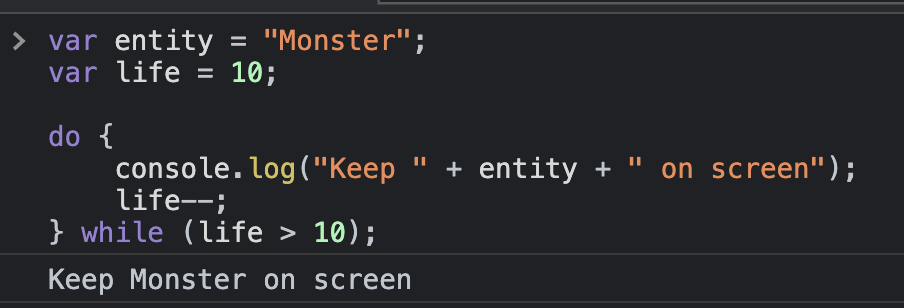 > var entity = "Monster";
var life = 10;

do {
    console.log("Keep " + entity + " on screen");
    life--;
} while (life > 10);
Keep Monster on screen